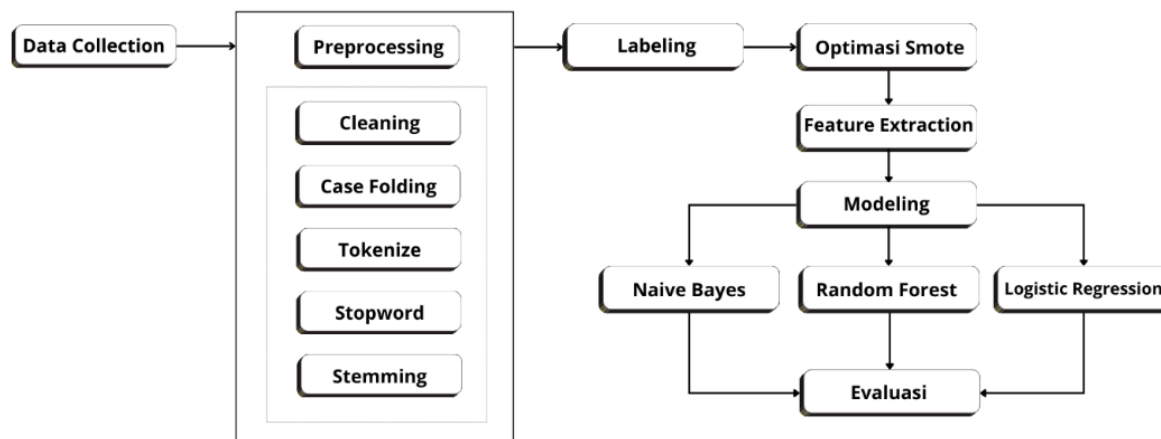 Data Collection
Preprocessing
Cleaning
Case Folding
Tokenize
Stopword
Stemming
Labeling
Optimasi Smote
Feature Extraction
Modeling
Naive Bayes
Random Forest
Logistic Regression
Evaluasi